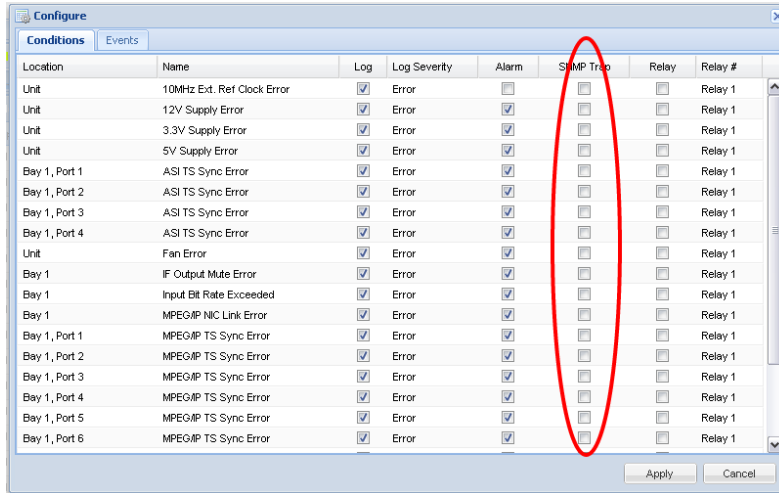 Configure
Conditions Events
Location Name Log Log Severity Alarm SNMP Trap Relay Relay #
Unit 10MHz Ext. Ref Clock Error Error Relay 1
Unit 12V Supply Error Error Relay 1
Unit 3.3V Supply Error Error Relay 1
Unit 5V Supply Error Error Relay 1
Bay 1, Port 1 ASI TS Sync Error Error Relay 1
Bay 1, Port 2 ASI TS Sync Error Error Relay 1
Bay 1, Port 3 ASI TS Sync Error Error Relay 1
Bay 1, Port 4 ASI TS Sync Error Error Relay 1
Unit Fan Error Error Relay 1
Bay 1 IF Output Mute Error Error Relay 1
Bay 1 Input Bit Rate Exceeded Error Relay 1
Bay 1 MPEG/IP NIC Link Error Error Relay 1
Bay 1, Port 1 MPEG/IP TS Sync Error Error Relay 1
Bay 1, Port 2 MPEG/IP TS Sync Error Error Relay 1
Bay 1, Port 3 MPEG/IP TS Sync Error Error Relay 1
Bay 1, Port 4 MPEG/IP TS Sync Error Error Relay 1
Bay 1, Port 5 MPEG/IP TS Sync Error Error Relay 1
Bay 1, Port 6 MPEG/IP TS Sync Error Error Relay 1
Apply Cancel